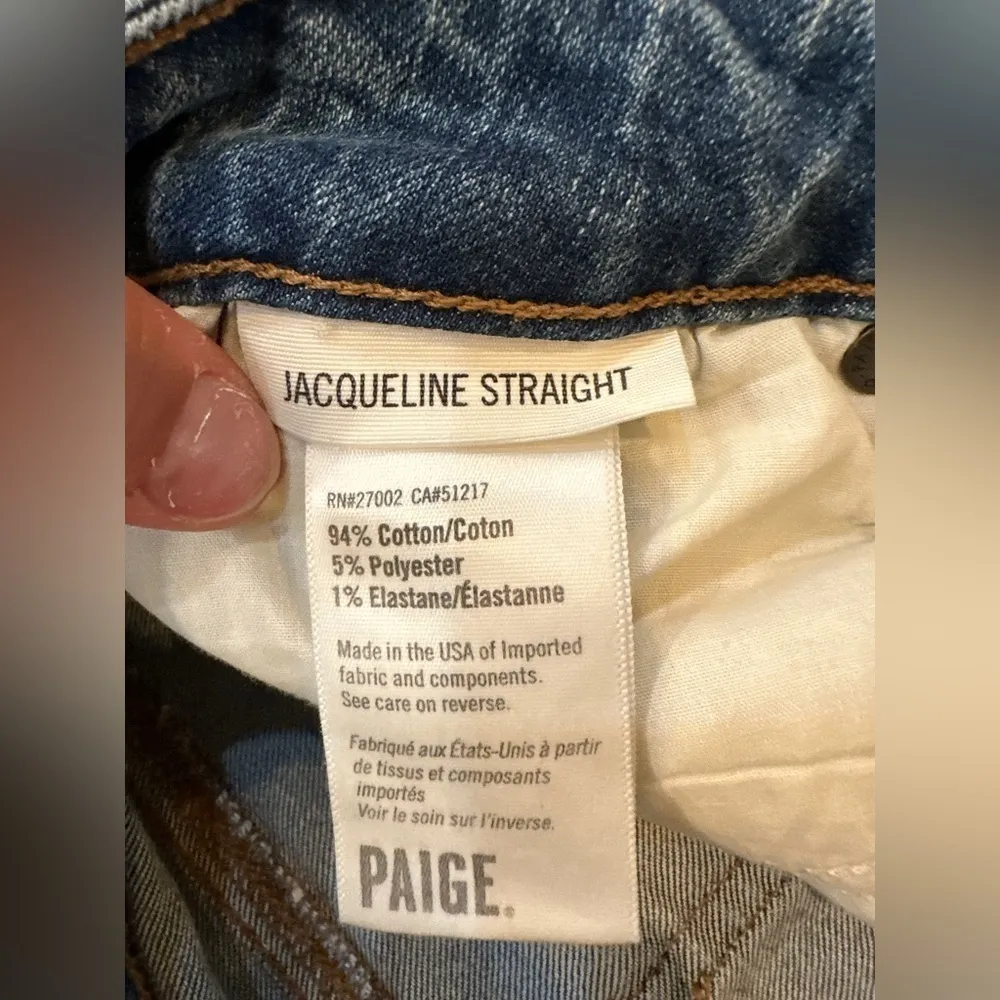 JACQUELINE STRAIGHT
RN#27002 CA#51217
94% Cotton/Coton
5% Polyester
1% Elastane/Élastanne
Made in the USA of Imported
fabric and components.
See care on reverse.
Fabriqué aux États-Unis à partir
de tissus et composants
importés
Voir le soin sur l'inverse.
PAIGE®